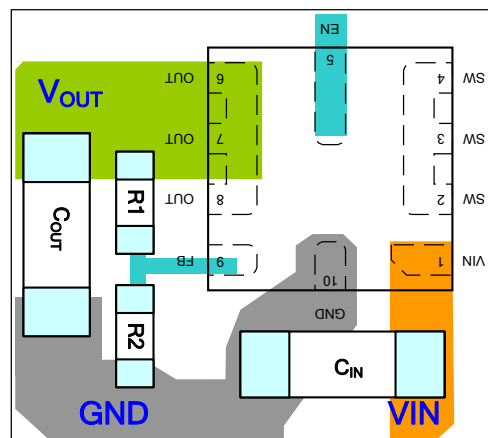 EN
5
OUT
6
4
SW
VOUT
OUT
7
3
SW
OUT
8
2
SW
COUT
R1
FB
9
10
1
VIN
R2
GND
CIN
GND
VIN